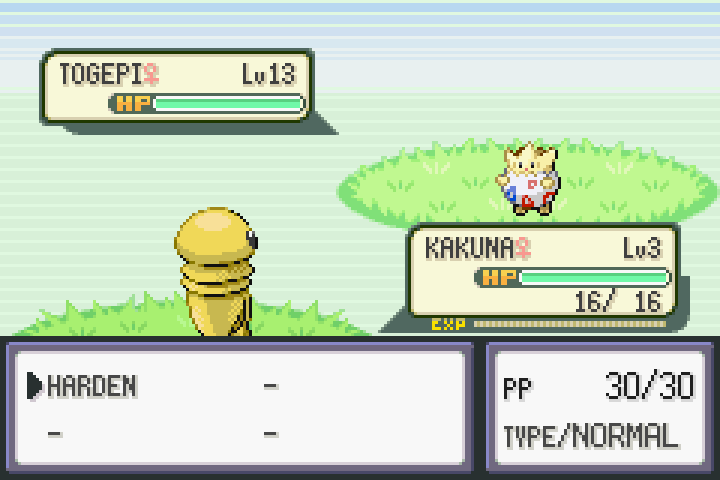 TOGEPI♀ Lv13
HP
KAKUNA♀ Lv3
HP
16/ 16
EXP
▶HARDEN -
- -
PP 30/30
TYPE/NORMAL